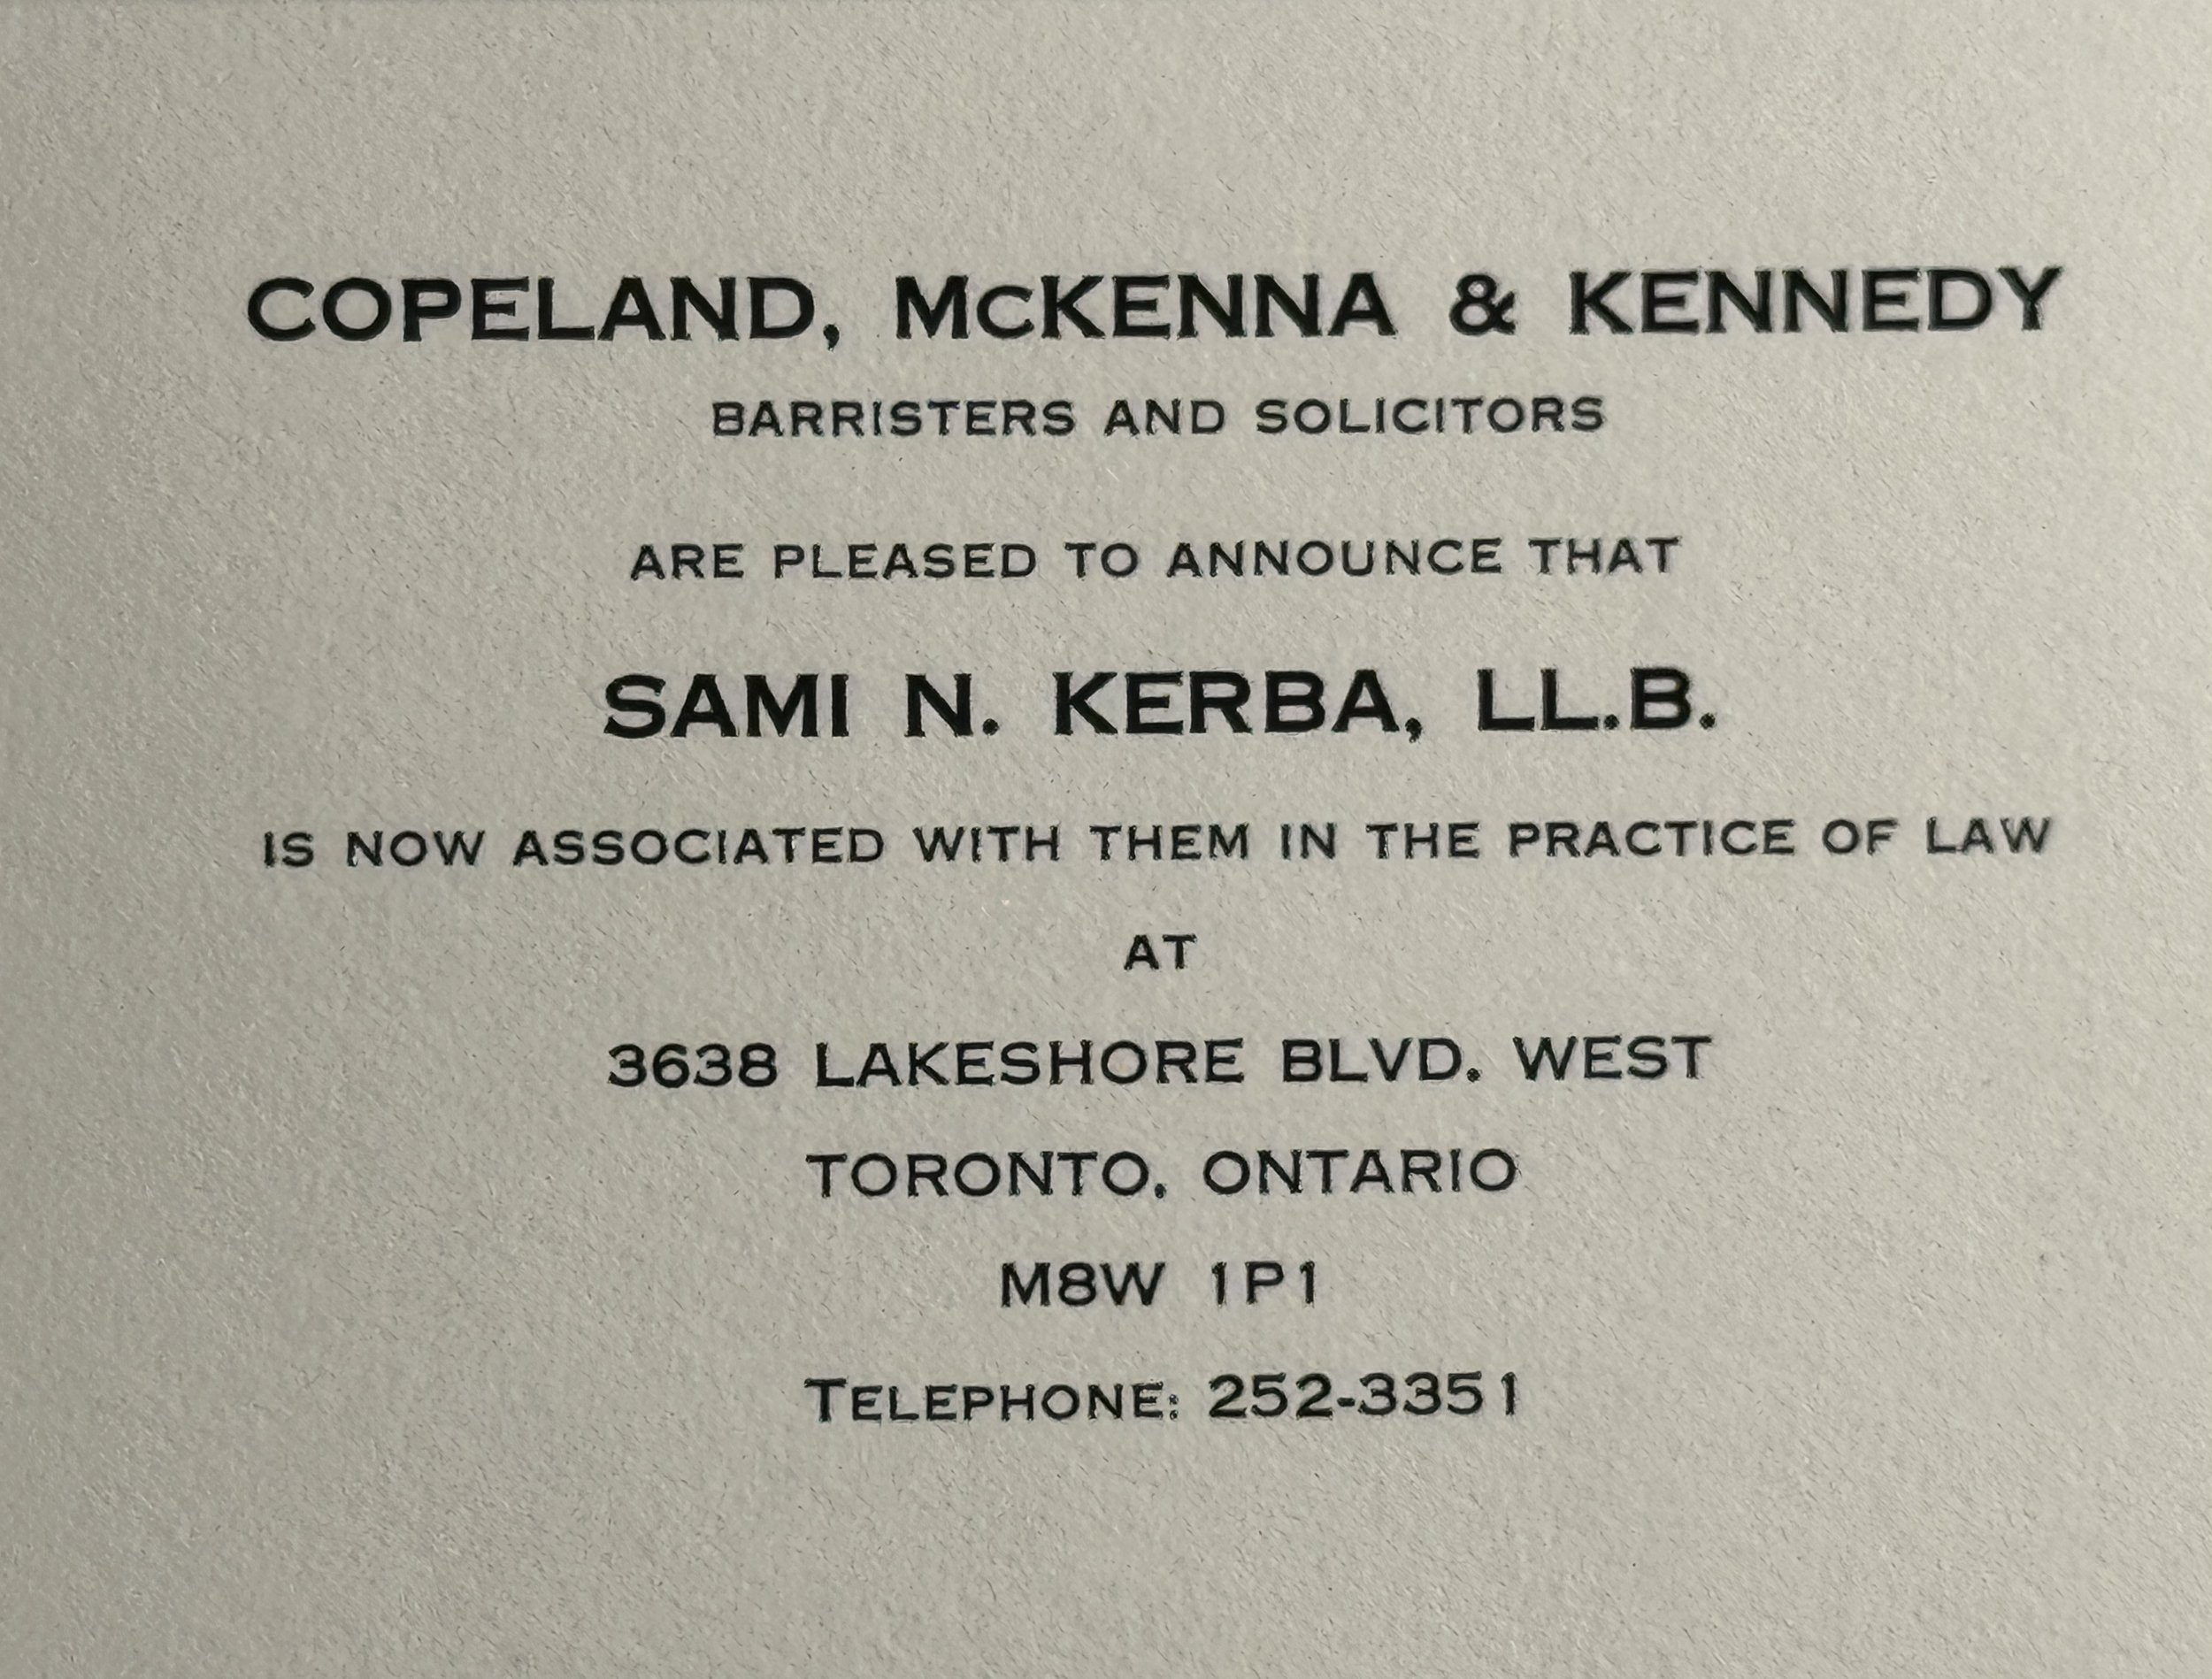 COPELAND, McKENNA & KENNEDY
BARRISTERS AND SOLICITORS
ARE PLEASED TO ANNOUNCE THAT
SAMI N. KERBA, LL.B.
IS NOW ASSOCIATED WITH THEM IN THE PRACTICE OF LAW
AT
3638 LAKESHORE BLVD. WEST
TORONTO, ONTARIO
M8W 1P1
TELEPHONE: 252-3351